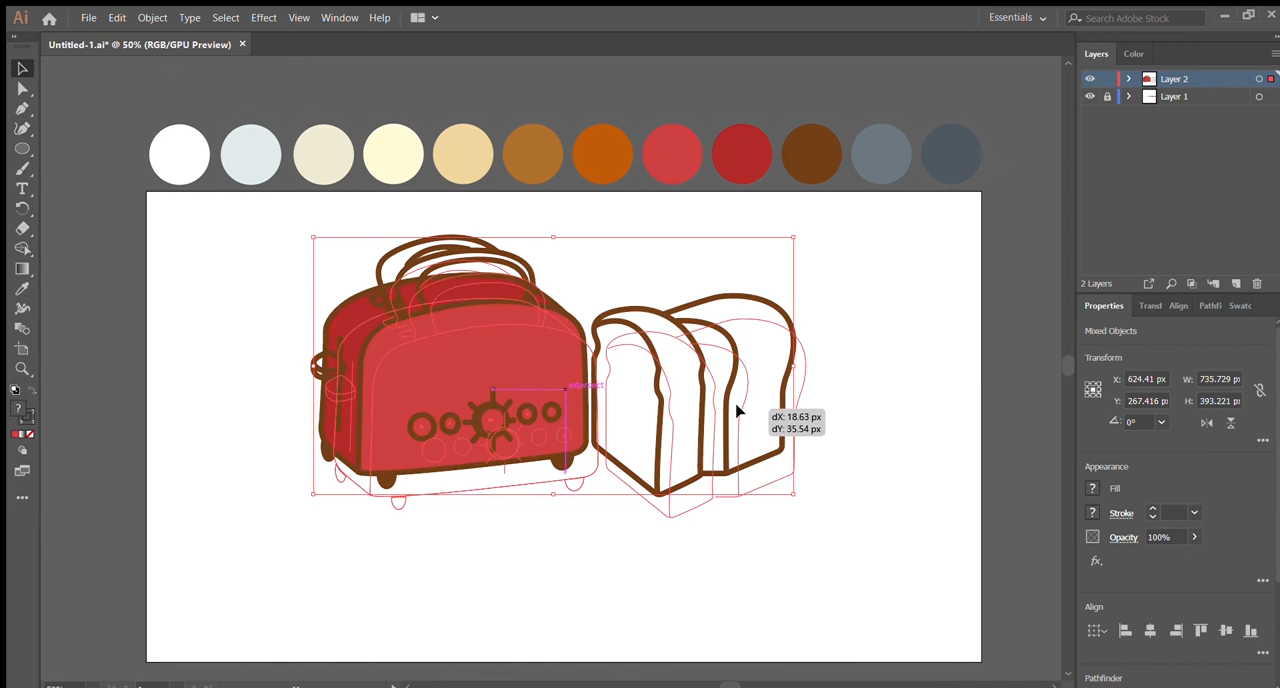 Ai File Edit Object Type Select Effect View Window Help Essentials Search Adobe Stock
Untitled-1.ai* @ 50% (RGB/GPU Preview)
Layers Color
Layer 2
Layer 1
2 Layers
Properties Transf Align Pathfi Swatc
Mixed Objects
Transform
X: 624.41 px W: 735.729 p
Y: 267.416 p H: 393.221 p
0°
intersect
dX: 18.63 px
dY: 35.54 px
Appearance
? Fill
? Stroke
Opacity 100%
fx.
Align
Pathfinder
T
?